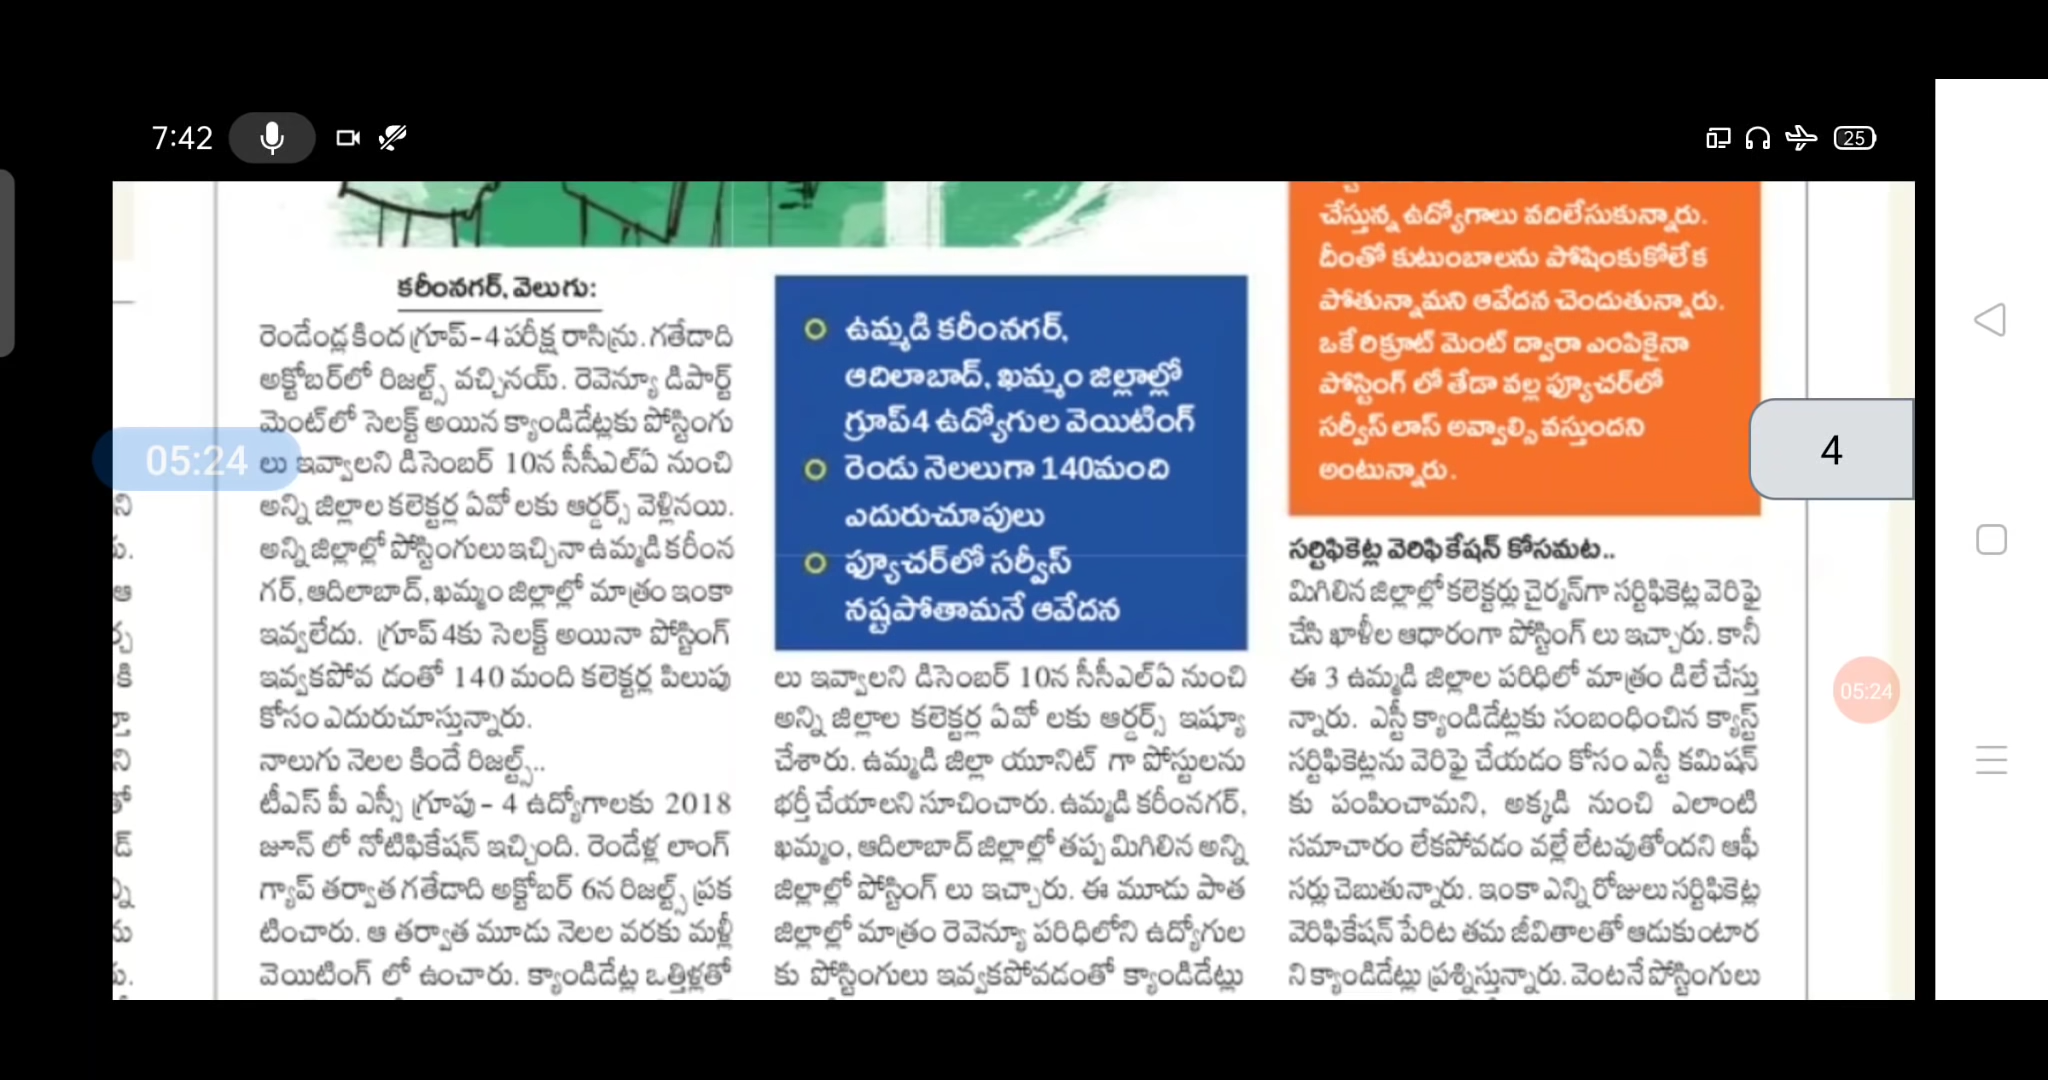 7:42
25
కరీంనగర్, వెలుగు:
రెండేండ్ల కింద గ్రూప్-4 పరీక్ష రాసిన్రు. గతేడాది
అక్టోబర్‌లో రిజల్ట్స్ వచ్చినయ్. రెవెన్యూ డిపార్ట్
మెంట్‌లో సెలక్ట్ అయిన క్యాండిడేట్లకు పోస్టింగు
05:24
లు ఇవ్వాలని డిసెంబర్ 10న సీసీఎల్ఏ నుంచి
అన్ని జిల్లాల కలెక్టర్ల ఏవో లకు ఆర్డర్స్ వెళ్లినయి.
అన్ని జిల్లాల్లో పోస్టింగులు ఇచ్చినా ఉమ్మడి కరీంన
గర్, ఆదిలాబాద్, ఖమ్మం జిల్లాల్లో మాత్రం ఇంకా
ఇవ్వలేదు. గ్రూప్ 4కు సెలక్ట్ అయినా పోస్టింగ్
ఇవ్వకపోవ డంతో 140 మంది కలెక్టర్ల పిలుపు
కోసం ఎదురుచూస్తున్నారు.
నాలుగు నెలల కిందే రిజల్ట్స్..
టీఎస్ పీ ఎస్సీ గ్రూపు- 4 ఉద్యోగాలకు 2018
జూన్ లో నోటిఫికేషన్ ఇచ్చింది. రెండేళ్ల లాంగ్
గ్యాప్ తర్వాత గతేడాది అక్టోబర్ 6న రిజల్ట్స్ ప్రక
టించారు. ఆ తర్వాత మూడు నెలల వరకు మళ్లీ
వెయిటింగ్ లో ఉంచారు. క్యాండిడేట్ల ఒత్తిళ్లతో
ఉమ్మడి కరీంనగర్,
ఆదిలాబాద్, ఖమ్మం జిల్లాల్లో
గ్రూప్4 ఉద్యోగుల వెయిటింగ్
రెండు నెలలుగా 140మంది
ఎదురుచూపులు
ఫ్యూచర్‌లో సర్వీస్
నష్టపోతామనే ఆవేదన
లు ఇవ్వాలని డిసెంబర్ 10న సీసీఎల్ఏ నుంచి
అన్ని జిల్లాల కలెక్టర్ల ఏవో లకు ఆర్డర్స్ ఇష్యూ
చేశారు. ఉమ్మడి జిల్లా యూనిట్ గా పోస్టులను
భర్తీ చేయాలని సూచించారు. ఉమ్మడి కరీంనగర్,
ఖమ్మం, ఆదిలాబాద్ జిల్లాల్లో తప్ప మిగిలిన అన్ని
జిల్లాల్లో పోస్టింగ్ లు ఇచ్చారు. ఈ మూడు పాత
జిల్లాల్లో మాత్రం రెవెన్యూ పరిధిలోని ఉద్యోగుల
కు పోస్టింగులు ఇవ్వకపోవడంతో క్యాండిడేట్లు
చేస్తున్న ఉద్యోగాలు వదిలేసుకున్నారు.
దీంతో కుటుంబాలను పోషింకుకోలేక
పోతున్నామని ఆవేదన చెందుతున్నారు.
ఒకే రిక్రూట్ మెంట్ ద్వారా ఎంపికైనా
పోస్టింగ్ లో తేడా వల్ల ఫ్యూచర్‌లో
సర్వీస్ లాస్ అవ్వాల్సి వస్తుందని
అంటున్నారు.
4
సర్టిఫికెట్ల వెరిఫికేషన్ కోసమట..
మిగిలిన జిల్లాల్లో కలెక్టర్లు చైర్మన్‌గా సర్టిఫికెట్ల వెరిఫై
చేసి ఖాళీల ఆధారంగా పోస్టింగ్ లు ఇచ్చారు. కానీ
ఈ 3 ఉమ్మడి జిల్లాల పరిధిలో మాత్రం డిలే చేస్తు
న్నారు. ఎస్టీ క్యాండిడేట్లకు సంబంధించిన క్యాస్ట్
సర్టిఫికెట్లను వెరిఫై చేయడం కోసం ఎస్టీ కమిషన్
కు పంపించామని, అక్కడి నుంచి ఎలాంటి
సమాచారం లేకపోవడం వల్లే లేటవుతోందని ఆఫీ
సర్లు చెబుతున్నారు. ఇంకా ఎన్ని రోజులు సర్టిఫికెట్ల
వెరిఫికేషన్ పేరిట తమ జీవితాలతో ఆడుకుంటార
ని క్యాండిడేట్లు ప్రశ్నిస్తున్నారు. వెంటనే పోస్టింగులు
05:24